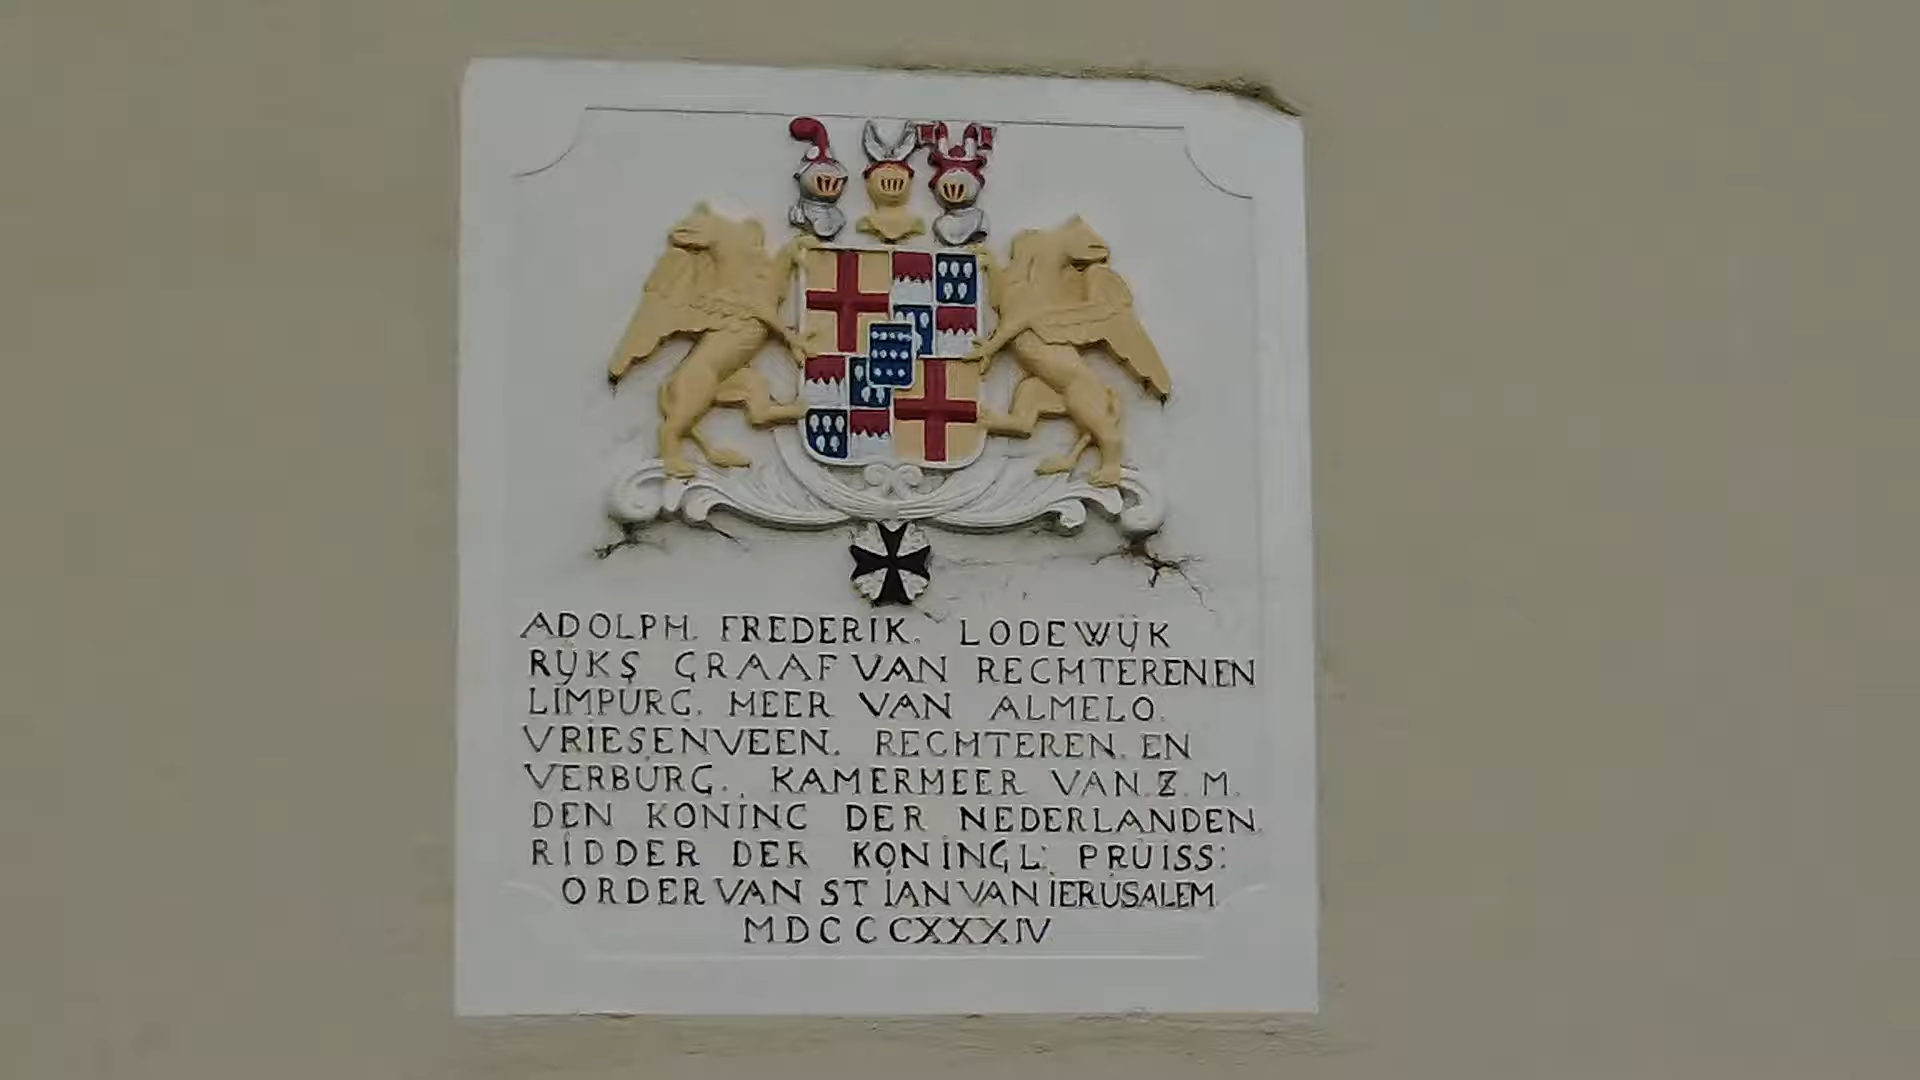 ADOLPH. FREDERIK. LODEWIJK
RIJKS GRAAF VAN RECHTEREN EN
LIMPURG. HEER VAN ALMELO.
VRIESENVEEN. RECHTEREN. EN
VERBURG. KAMERHEER VAN. Z. M.
DEN KONING DER NEDERLANDEN.
RIDDER DER KONINGL: PRUISS:
ORDER VAN ST IAN VAN IERUSALEM.
MDCCCXXXIV